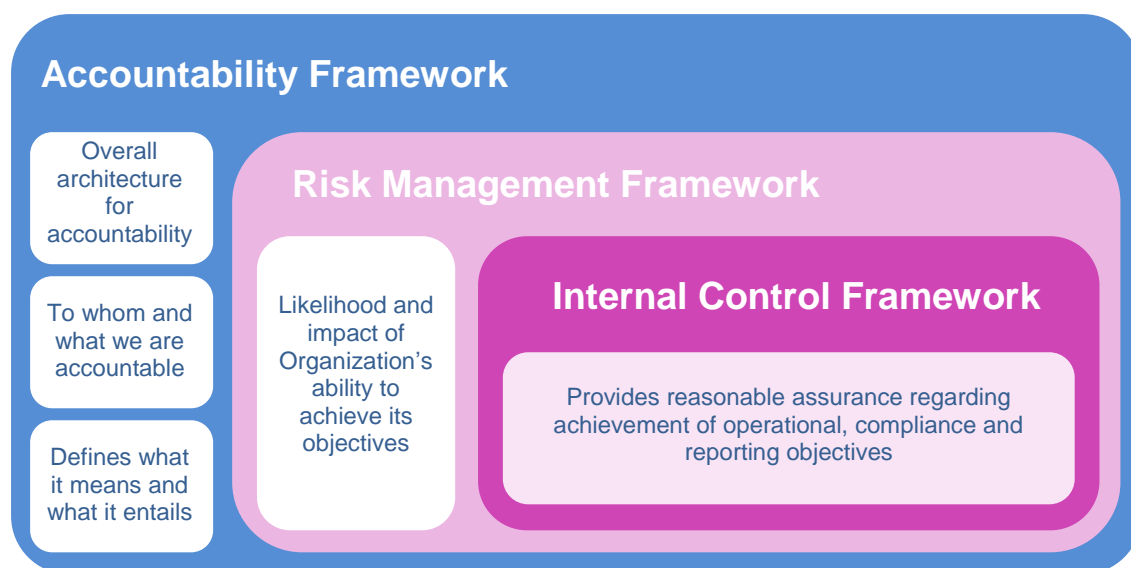 Accountability Framework
Overall
architecture
for
accountability
To whom and
what we are
accountable
Defines what
it means and
what it entails
Risk Management Framework
Likelihood and
impact of
Organization’s
ability to
achieve its
objectives
Internal Control Framework
Provides reasonable assurance regarding
achievement of operational, compliance and
reporting objectives